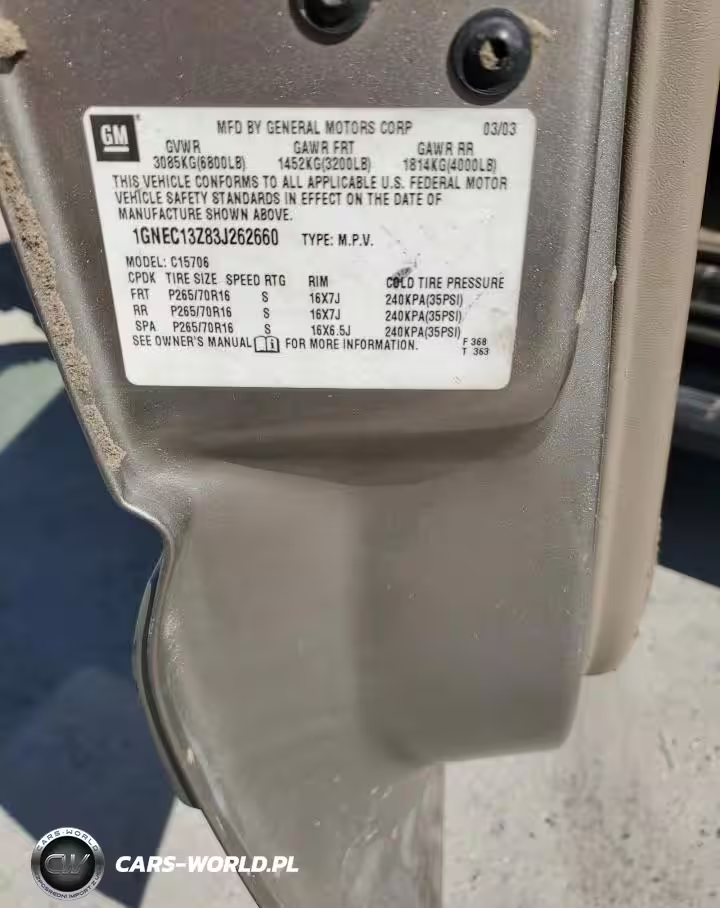 GM
MFD BY GENERAL MOTORS CORP 03/03
GVWR GAWR FRT GAWR RR
3085KG(6800LB) 1452KG(3200LB) 1814KG(4000LB)
THIS VEHICLE CONFORMS TO ALL APPLICABLE U.S. FEDERAL MOTOR
VEHICLE SAFETY STANDARDS IN EFFECT ON THE DATE OF
MANUFACTURE SHOWN ABOVE.
1GNEC13Z83J262660 TYPE: M.P.V.
MODEL: C15706
CPDK TIRE SIZE SPEED RTG RIM COLD TIRE PRESSURE
FRT P265/70R16 S 16X7J 240KPA(35PSI)
RR P265/70R16 S 16X7J 240KPA(35PSI)
SPA P265/70R16 S 16X6.5J 240KPA(35PSI)
SEE OWNER'S MANUAL FOR MORE INFORMATION.
F 368
T 363
CARS-WORLD
CW
CARS-WORLD.PL